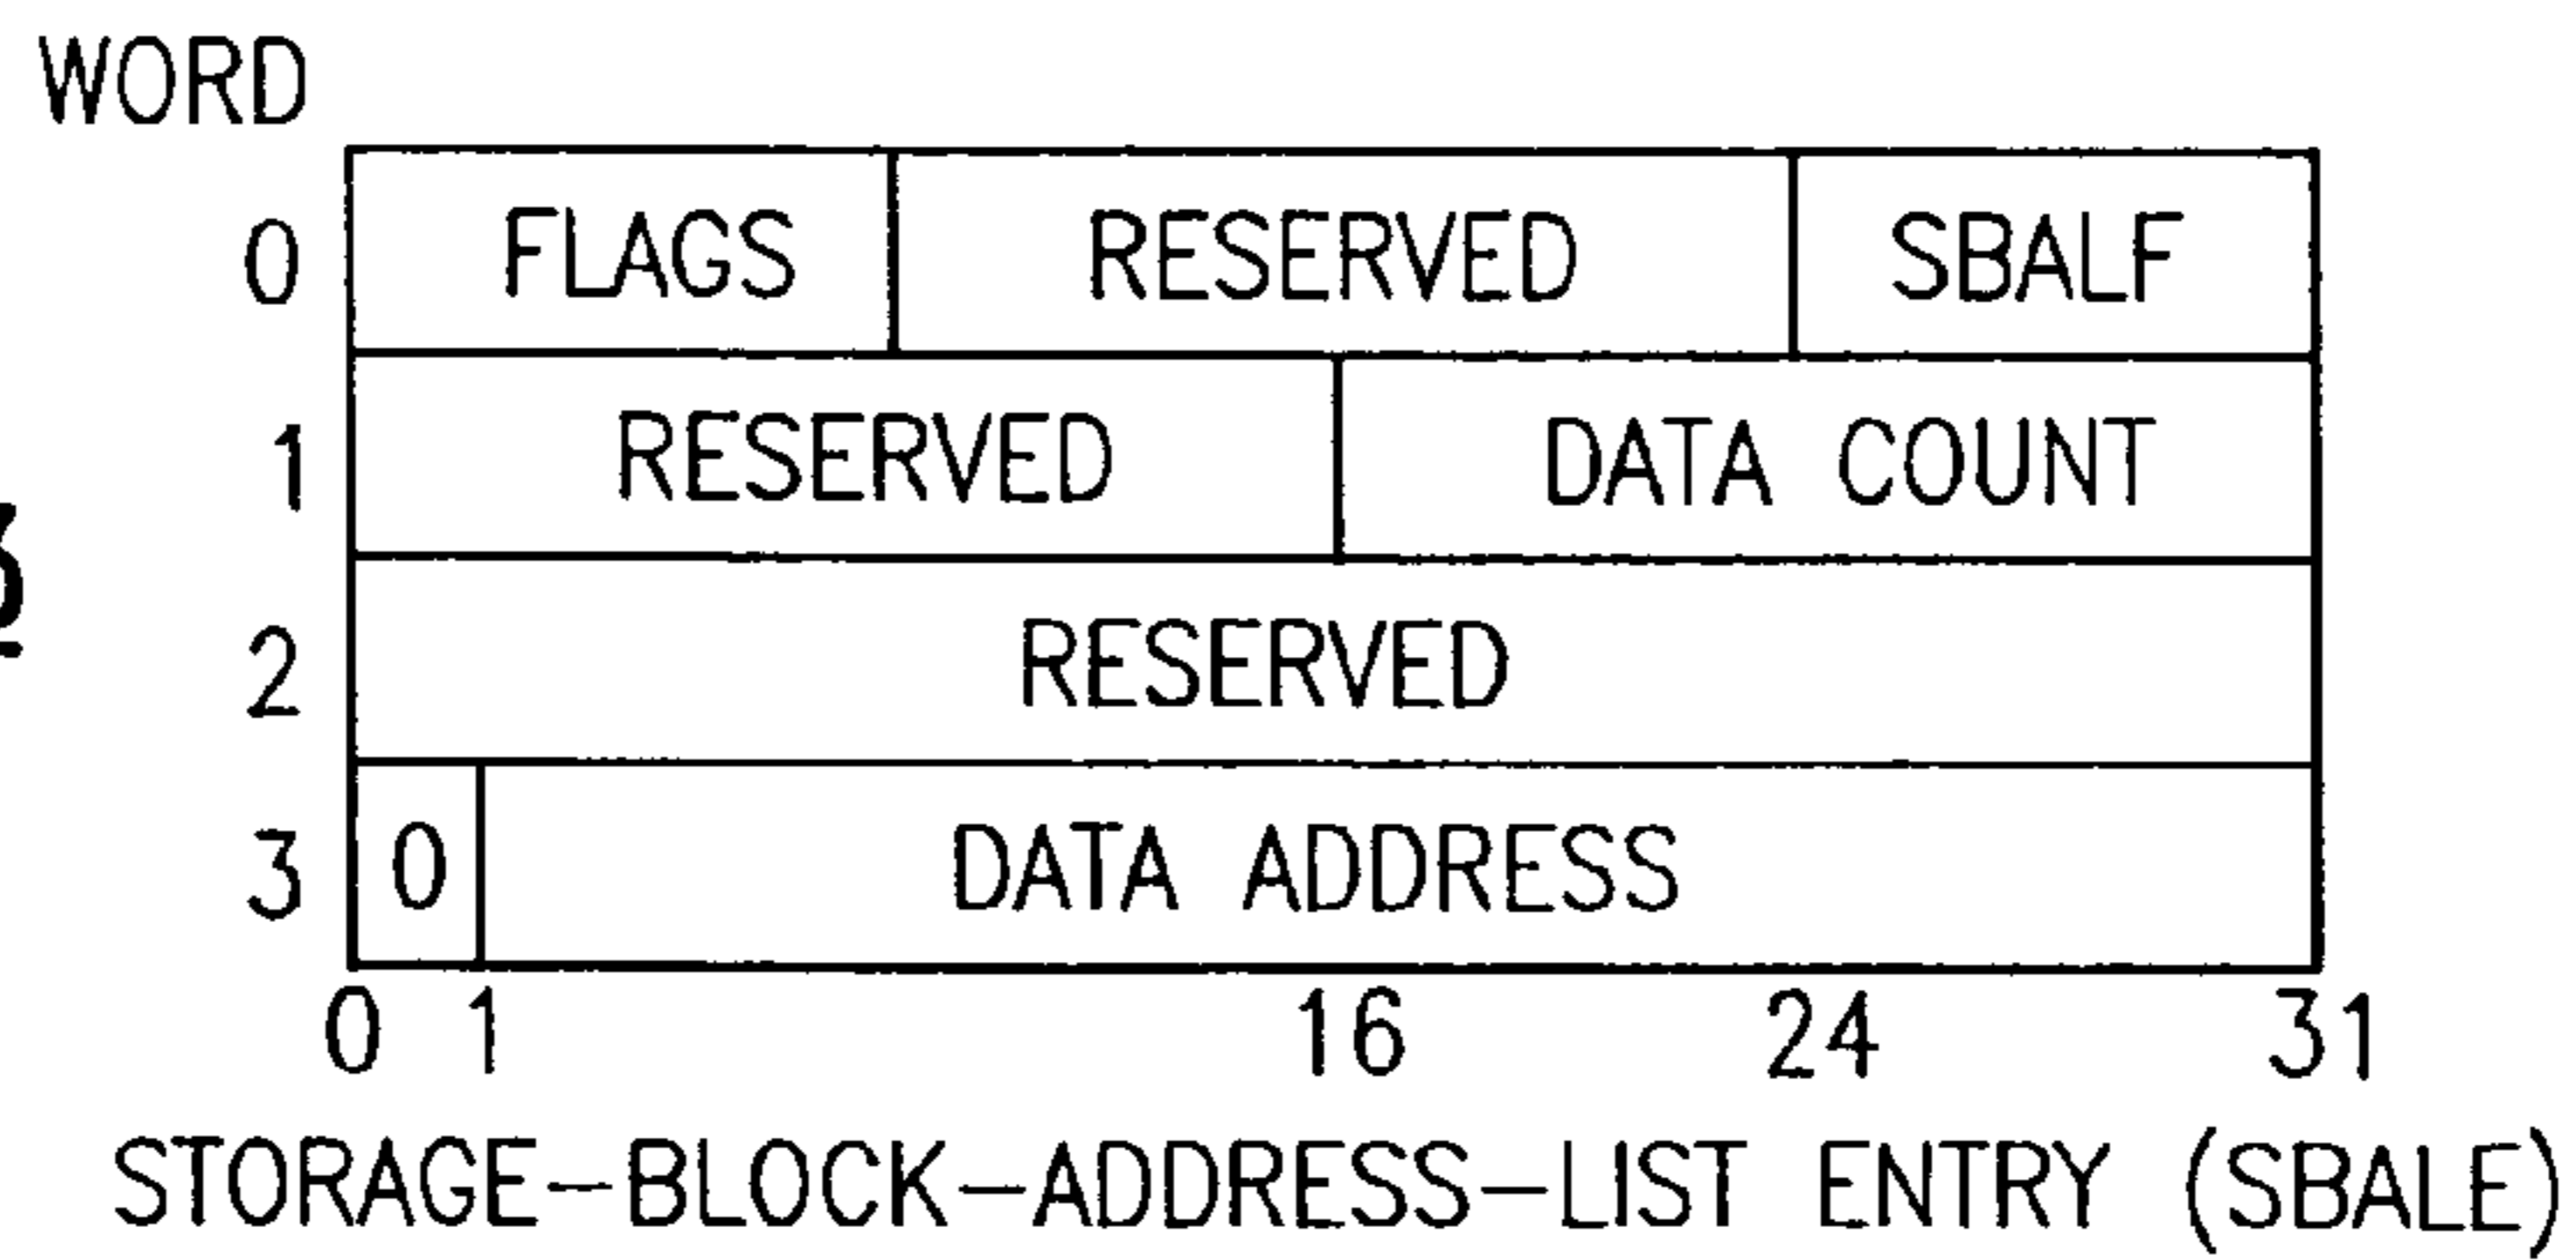 WORD
0 FLAGS RESERVED SBALF
1 RESERVED DATA COUNT
2 RESERVED
3 0 DATA ADDRESS
0 1 16 24 31
STORAGE-BLOCK-ADDRESS-LIST ENTRY (SBALE)